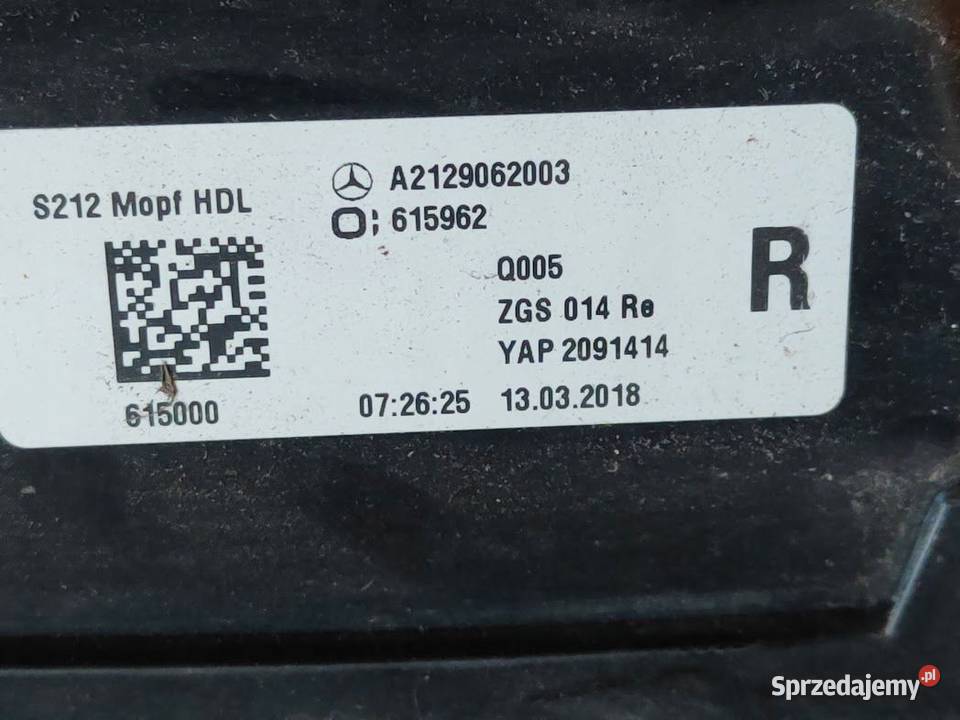 S212 Mopf HDL
A2129062003
O; 615962
Q005
ZGS 014 Re
YAP 2091414
R
615000
07:26:25 13.03.2018
Sprzedajemy.pl